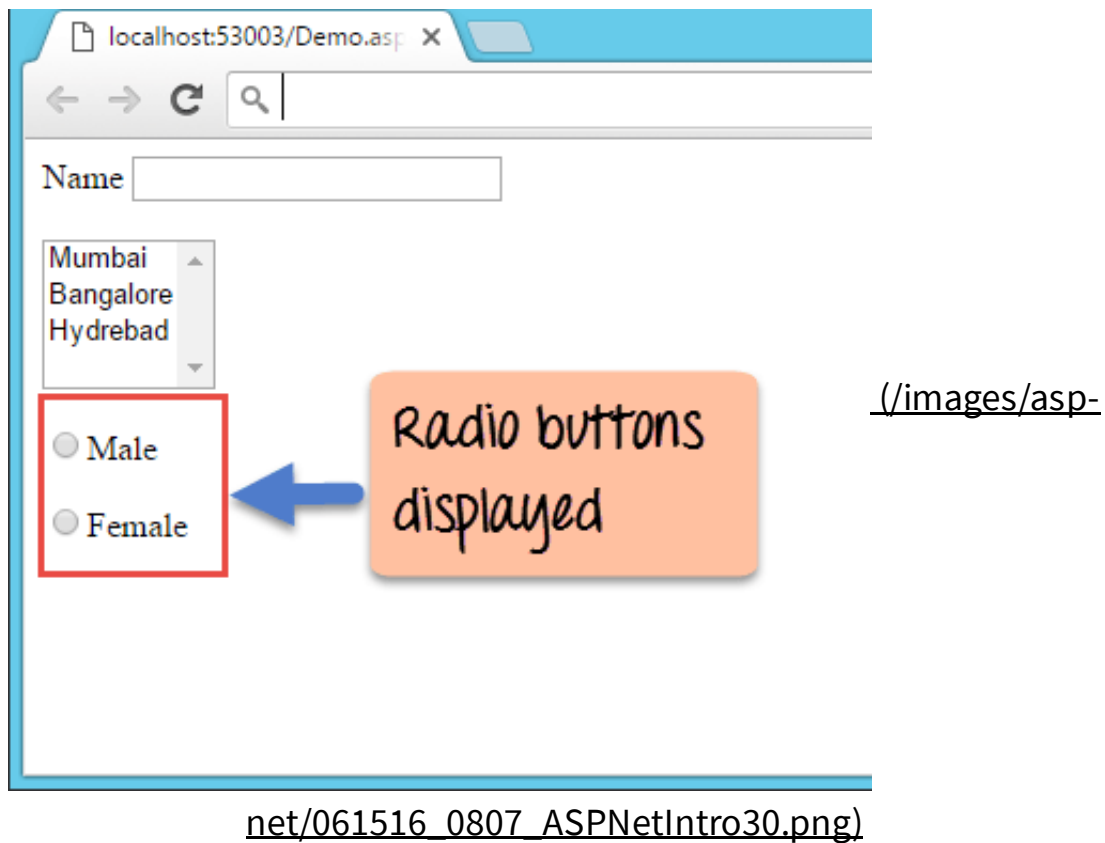 localhost:53003/Demo.asp
Name
Mumbai
Bangalore
Hydrebad
Male
Female
Radio buttons
displayed
(/images/asp-
net/061516_0807_ASPNetIntro30.png)